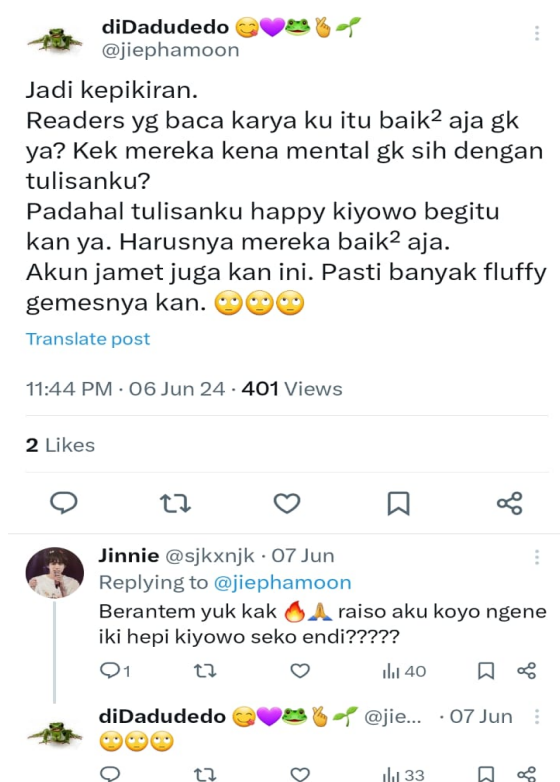 diDadudedo 😋💜🐸🫰🌱
@jiephamoon
Jadi kepikiran.
Readers yg baca karya ku itu baik² aja gk
ya? Kek mereka kena mental gk sih dengan
tulisanku?
Padahal tulisanku happy kiyowo begitu
kan ya. Harusnya mereka baik² aja.
Akun jamet juga kan ini. Pasti banyak fluffy
gemesnya kan. 🙄🙄🙄
Translate post
11:44 PM · 06 Jun 24 · 401 Views
2 Likes
Jinnie @sjkxnjk · 07 Jun
Replying to @jiephamoon
Berantem yuk kak 🔥🙏 raiso aku koyo ngene
iki hepi kiyowo seko endi?????
1 40
diDadudedo 😋💜🐸🫰🌱 @jie... · 07 Jun
🙄🙄🙄
33